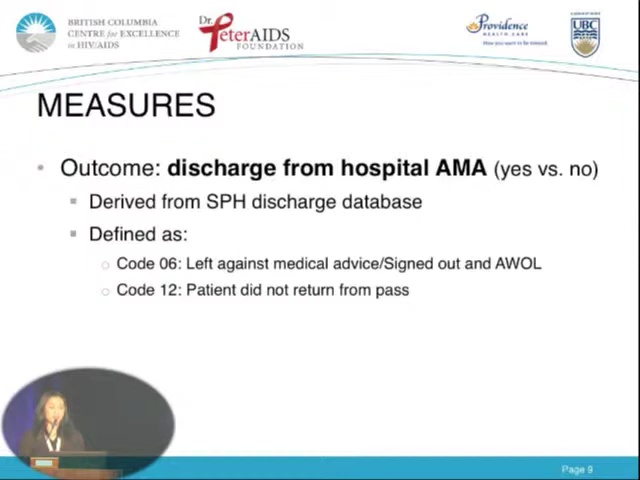 BRITISH COLUMBIA
CENTRE for EXCELLENCE
in HIV/AIDS
Dr.
PeterAIDS
FOUNDATION
Providence
HEALTH CARE
How you want to be treated.
UBC
MEASURES
• Outcome: discharge from hospital AMA (yes vs. no)
▪ Derived from SPH discharge database
▪ Defined as:
○ Code 06: Left against medical advice/Signed out and AWOL
○ Code 12: Patient did not return from pass
Page 9